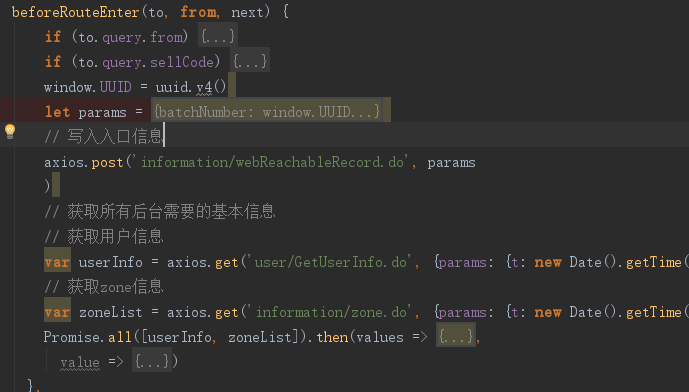 beforeRouteEnter(to, from, next) {
if (to.query.from) {...}
if (to.query.sellCode) {...}
window.UUID = uuid.v4()
let params = {batchNumber: window.UUID...}
// 写入入口信息
axios.post('information/webReachableRecord.do', params
)
// 获取所有后台需要的基本信息
// 获取用户信息
var userInfo = axios.get('user/GetUserInfo.do', {params: {t: new Date().getTime(
// 获取zone信息
var zoneList = axios.get('information/zone.do', {params: {t: new Date().getTime(
Promise.all([userInfo, zoneList]).then(values => {...},
value => {...})
},